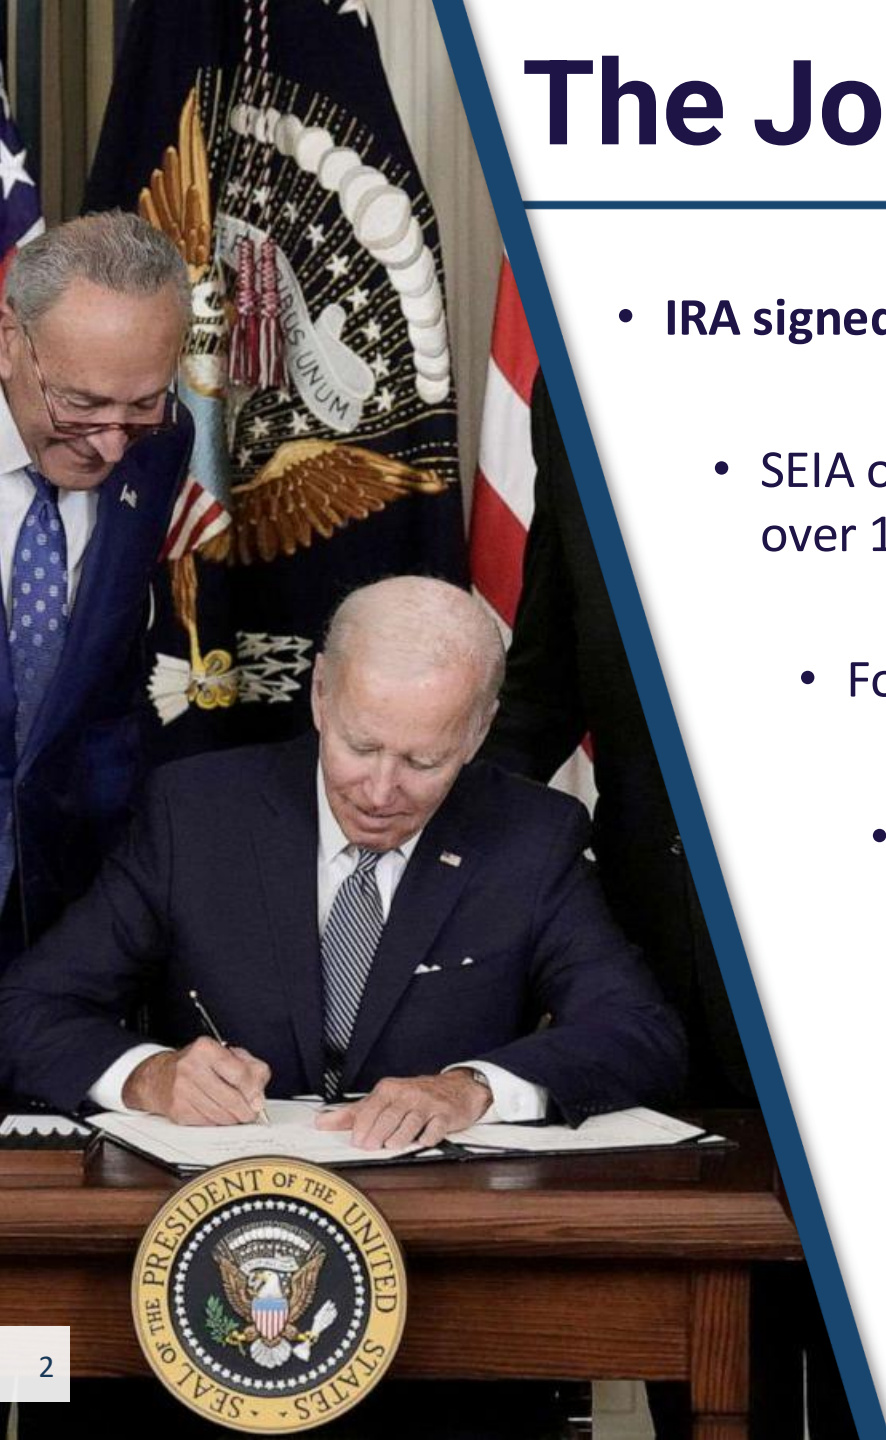 The Jo
• IRA signed
• SEIA o
over 1
• Fo
•
PLURIBUS UNUM
SEAL OF THE PRESIDENT OF THE UNITED STATES
2